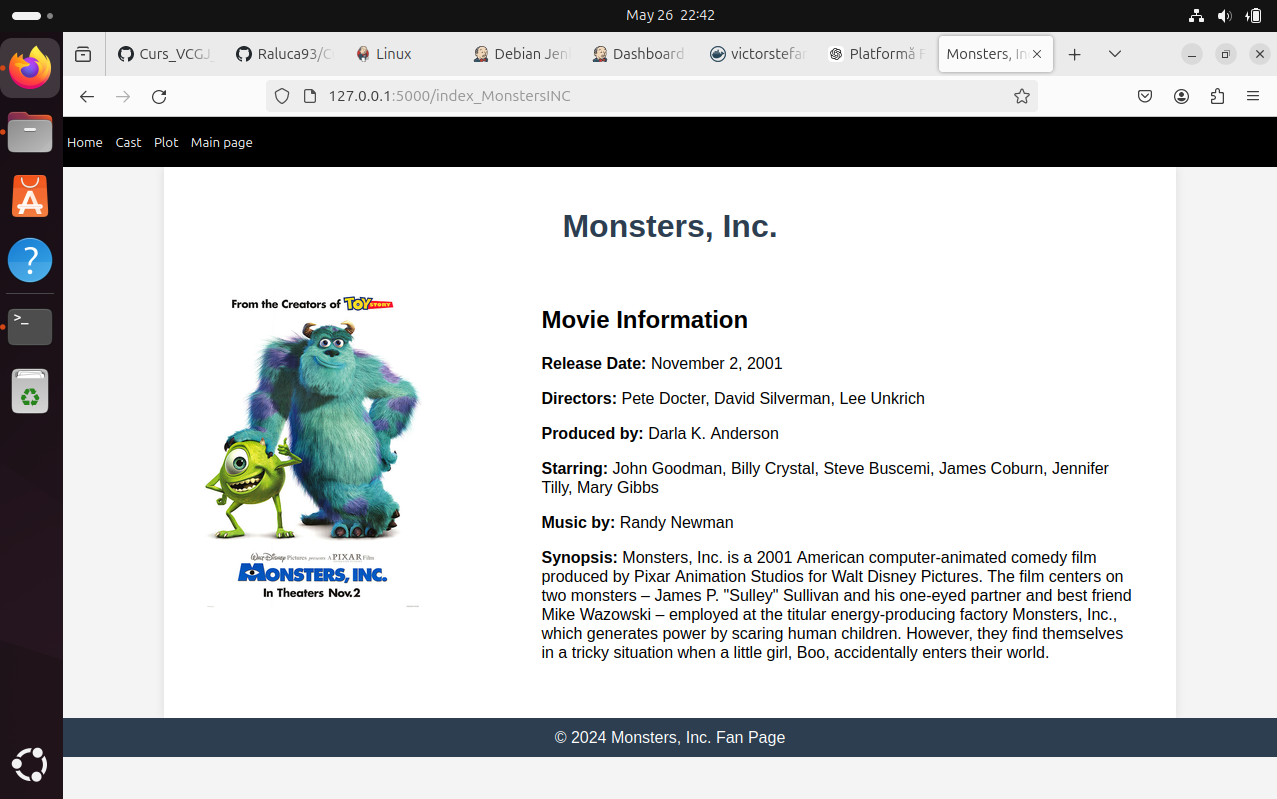 May 26 22:42
Curs_VCGJ
Raluca93/
Linux
Debian Jen
Dashboard
victorstefan
Platformă F
Monsters, In
127.0.0.1:5000/index_MonstersINC
Home Cast Plot Main page
Monsters, Inc.
From the Creators of TOY STORY
WALT DISNEY Pictures presents A PIXAR Film
MONSTERS, INC.
In Theaters Nov.2
Movie Information
Release Date: November 2, 2001
Directors: Pete Docter, David Silverman, Lee Unkrich
Produced by: Darla K. Anderson
Starring: John Goodman, Billy Crystal, Steve Buscemi, James Coburn, Jennifer
Tilly, Mary Gibbs
Music by: Randy Newman
Synopsis: Monsters, Inc. is a 2001 American computer-animated comedy film
produced by Pixar Animation Studios for Walt Disney Pictures. The film centers on
two monsters – James P. "Sulley" Sullivan and his one-eyed partner and best friend
Mike Wazowski – employed at the titular energy-producing factory Monsters, Inc.,
which generates power by scaring human children. However, they find themselves
in a tricky situation when a little girl, Boo, accidentally enters their world.
© 2024 Monsters, Inc. Fan Page